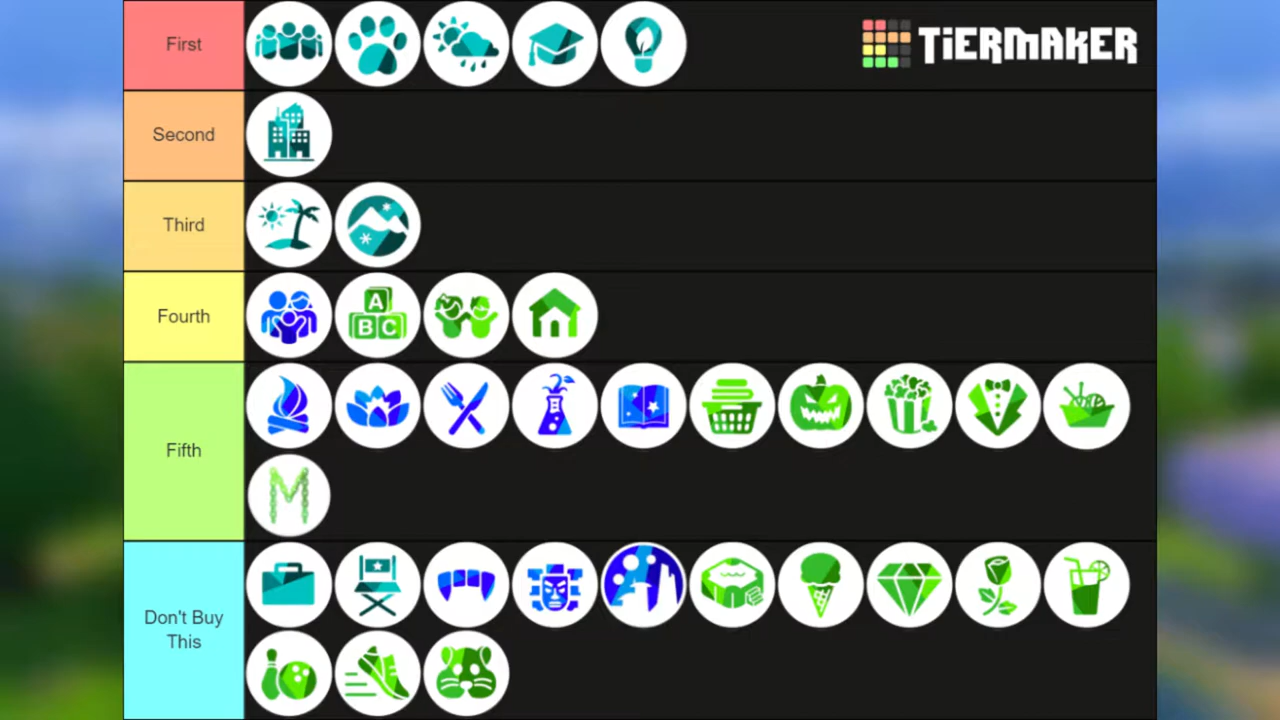 First
TiERMAKER
Second
Third
Fourth
A
B C
Fifth
M
Don't Buy
This